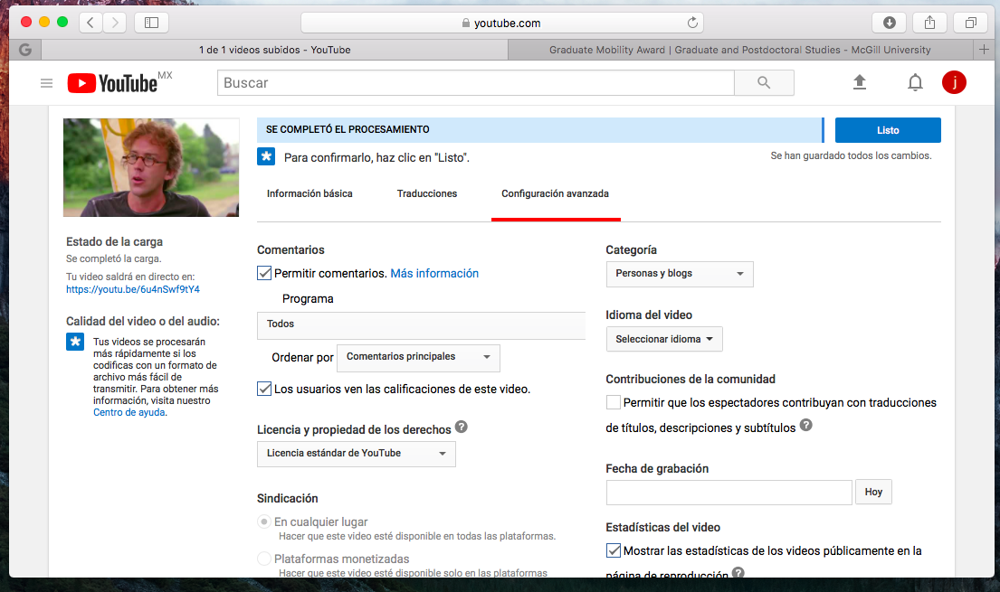 youtube.com
G
1 de 1 videos subidos - YouTube
Graduate Mobility Award | Graduate and Postdoctoral Studies - McGill University
YouTube MX
Buscar
j
SE COMPLETÓ EL PROCESAMIENTO
Listo
Para confirmarlo, haz clic en "Listo".
Se han guardado todos los cambios.
Información básica
Traducciones
Configuración avanzada
Estado de la carga
Se completó la carga.
Tu video saldrá en directo en:
https://youtu.be/6u4nSwf9tY4
Calidad del video o del audio:
Tus videos se procesarán
más rápidamente si los
codificas con un formato de
archivo más fácil de
transmitir. Para obtener más
información, visita nuestro
Centro de ayuda.
Comentarios
Permitir comentarios. Más información
Programa
Todos
Ordenar por Comentarios principales
Los usuarios ven las calificaciones de este video.
Licencia y propiedad de los derechos ?
Licencia estándar de YouTube
Sindicación
En cualquier lugar
Hacer que este video esté disponible en todas las plataformas.
Plataformas monetizadas
Hacer que este video esté disponible solo en las plataformas
Categoría
Personas y blogs
Idioma del video
Seleccionar idioma
Contribuciones de la comunidad
Permitir que los espectadores contribuyan con traducciones
de títulos, descripciones y subtítulos ?
Fecha de grabación
Hoy
Estadísticas del video
Mostrar las estadísticas de los videos públicamente en la
página de reproducción ?